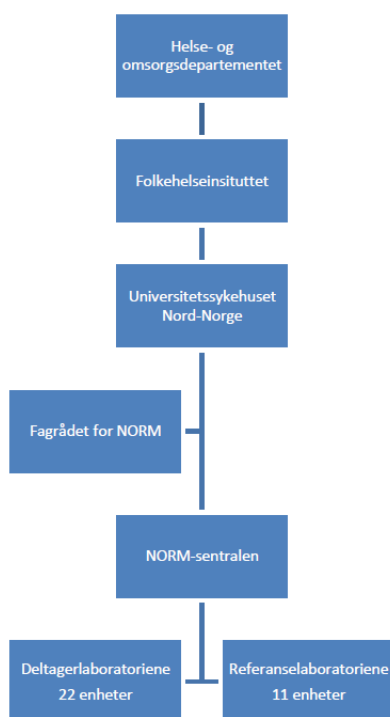 Helse- og
omsorgsdepartementet
Folkehelseinsituttet
Universitetssykehuset
Nord-Norge
Fagrådet for NORM
NORM-sentralen
Deltagerlaboratoriene
22 enheter
Referanselaboratoriene
11 enheter